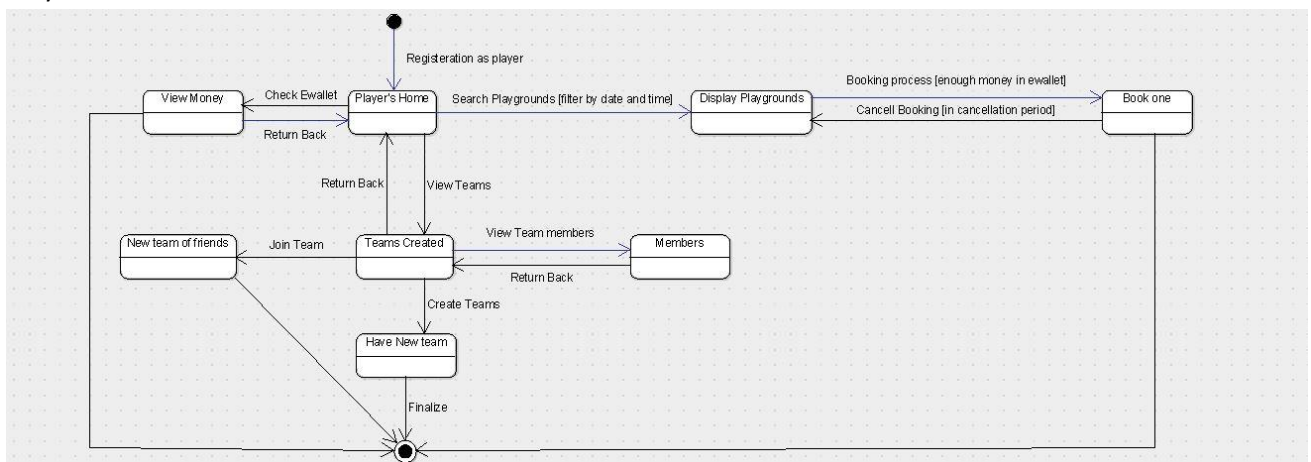 Registeration as player
Booking process [enough money in ewallet]
View Money
Check Ewallet
Player's Home
Search Playgrounds [filter by date and time]
Display Playgrounds
Cancell Booking [in cancellation period]
Book one
Return Back
Return Back
View Teams
New team of friends
Join Team
Teams Created
View Team members
Members
Return Back
Create Teams
Have New team
Finalize